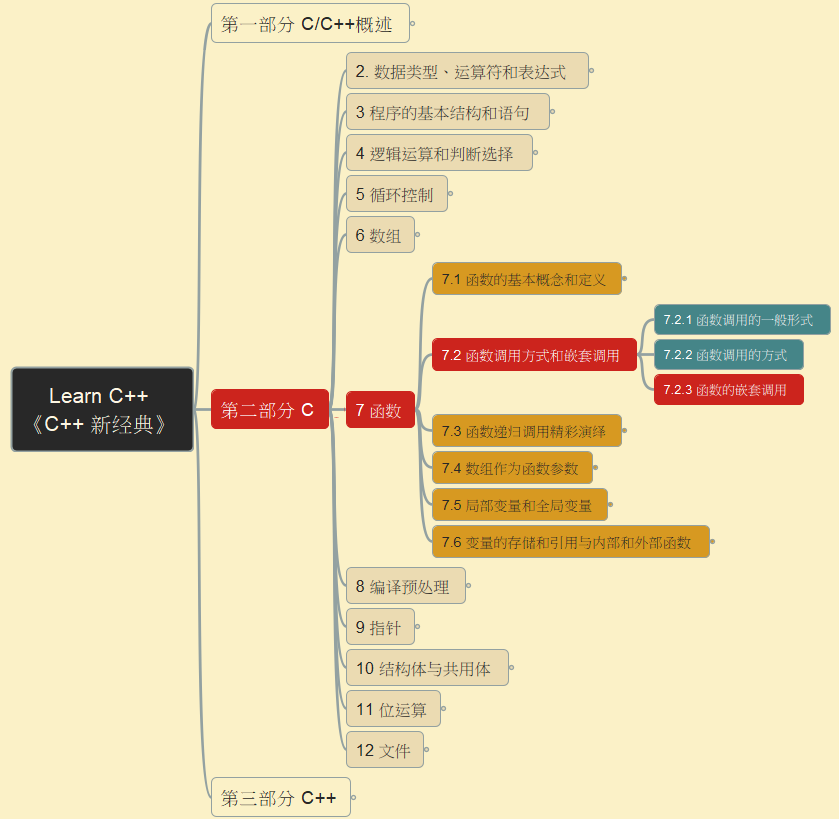 第一部分 C/C++概述
2. 数据类型、运算符和表达式
3 程序的基本结构和语句
4 逻辑运算和判断选择
5 循环控制
6 数组
7.1 函数的基本概念和定义
7.2.1 函数调用的一般形式
7.2 函数调用方式和嵌套调用
7.2.2 函数调用的方式
7.2.3 函数的嵌套调用
Learn C++
《C++ 新经典》
第二部分 C
7 函数
7.3 函数递归调用精彩演绎
7.4 数组作为函数参数
7.5 局部变量和全局变量
7.6 变量的存储和引用与内部和外部函数
8 编译预处理
9 指针
10 结构体与共用体
11 位运算
12 文件
第三部分 C++